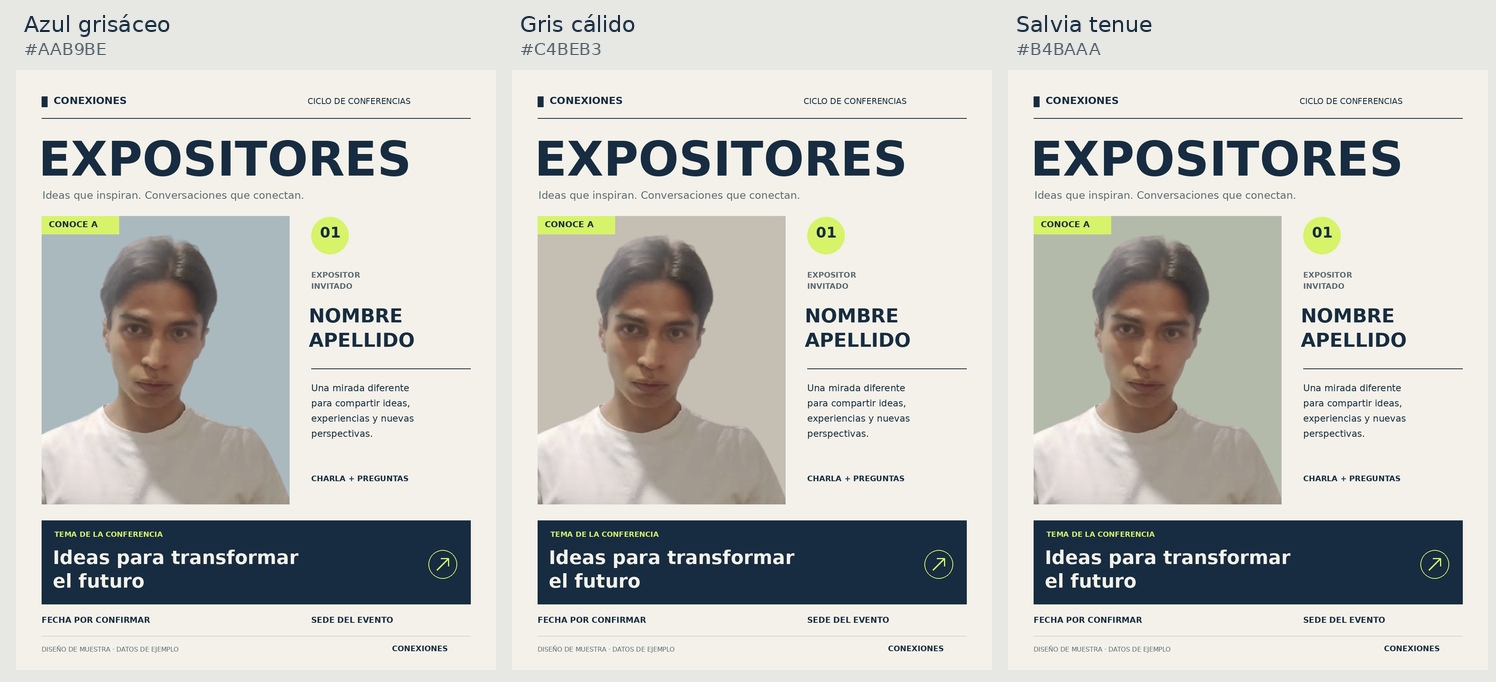 Azul grisáceo
#AAB9BE
CONEXIONES
CICLO DE CONFERENCIAS
EXPOSITORES
Ideas que inspiran. Conversaciones que conectan.
CONOCE A
01
EXPOSITOR
INVITADO
NOMBRE
APELLIDO
Una mirada diferente
para compartir ideas,
experiencias y nuevas
perspectivas.
CHARLA + PREGUNTAS
TEMA DE LA CONFERENCIA
Ideas para transformar
el futuro
FECHA POR CONFIRMAR
SEDE DEL EVENTO
DISEÑO DE MUESTRA · DATOS DE EJEMPLO
CONEXIONES
Gris cálido
#C4BEB3
CONEXIONES
CICLO DE CONFERENCIAS
EXPOSITORES
Ideas que inspiran. Conversaciones que conectan.
CONOCE A
01
EXPOSITOR
INVITADO
NOMBRE
APELLIDO
Una mirada diferente
para compartir ideas,
experiencias y nuevas
perspectivas.
CHARLA + PREGUNTAS
TEMA DE LA CONFERENCIA
Ideas para transformar
el futuro
FECHA POR CONFIRMAR
SEDE DEL EVENTO
DISEÑO DE MUESTRA · DATOS DE EJEMPLO
CONEXIONES
Salvia tenue
#B4BAAA
CONEXIONES
CICLO DE CONFERENCIAS
EXPOSITORES
Ideas que inspiran. Conversaciones que conectan.
CONOCE A
01
EXPOSITOR
INVITADO
NOMBRE
APELLIDO
Una mirada diferente
para compartir ideas,
experiencias y nuevas
perspectivas.
CHARLA + PREGUNTAS
TEMA DE LA CONFERENCIA
Ideas para transformar
el futuro
FECHA POR CONFIRMAR
SEDE DEL EVENTO
DISEÑO DE MUESTRA · DATOS DE EJEMPLO
CONEXIONES